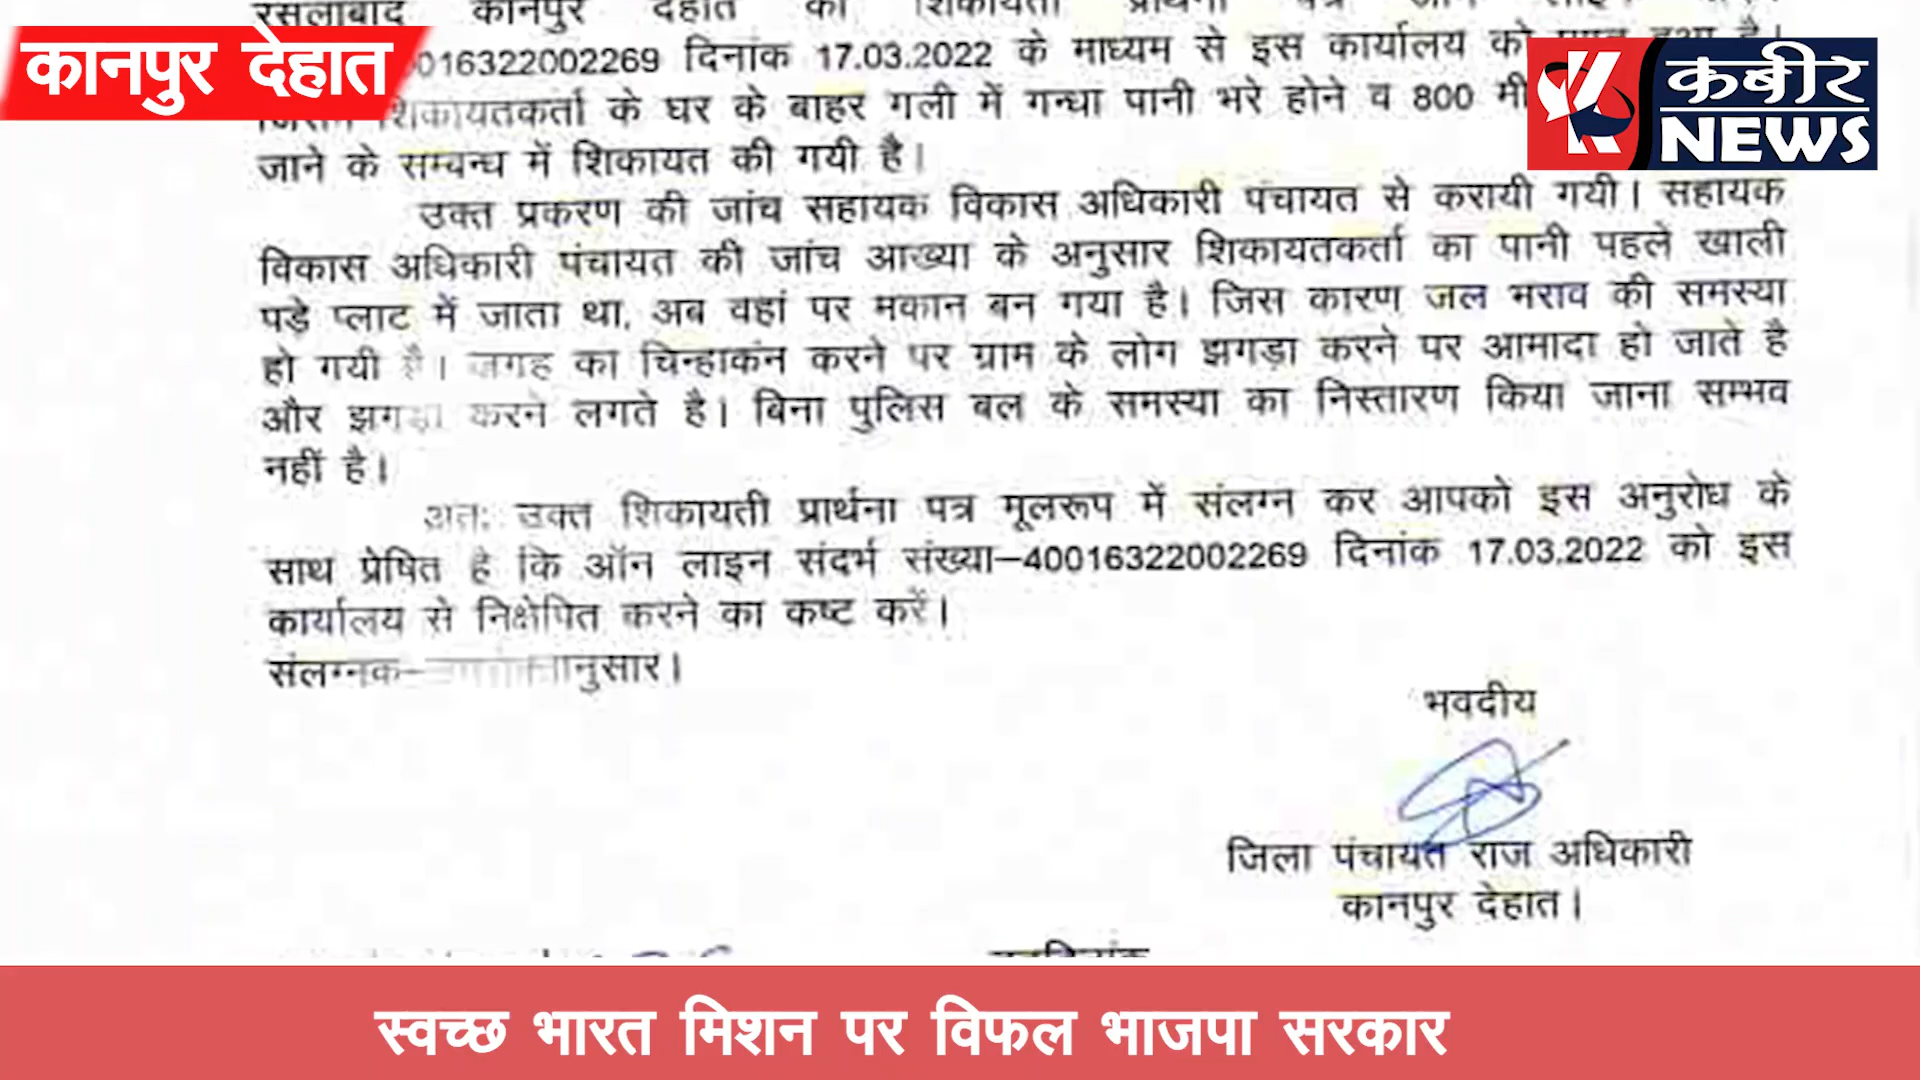 रसूलाबाद कानपुर देहात का शिकायती प्रार्थना पत्र ऑन लाइन
कानपुर देहात
0016322002269 दिनांक 17.03.2022 के माध्यम से इस कार्यालय को प्राप्त हुआ है।
कबीर
NEWS
शिकायतकर्ता के घर के बाहर गली में गन्धा पानी भरे होने व 800 मी
जाने के सम्बन्ध में शिकायत की गयी है।
उक्त प्रकरण की जांच सहायक विकास अधिकारी पंचायत से करायी गयी। सहायक
विकास अधिकारी पंचायत की जांच आख्या के अनुसार शिकायतकर्ता का पानी पहले खाली
पड़े प्लाट में जाता था, अब वहां पर मकान बन गया है। जिस कारण जल भराव की समस्या
हो गयी है। जगह का चिन्हाकंन करने पर ग्राम के लोग झगड़ा करने पर आमादा हो जाते है
और झगड़ा करने लगते है। बिना पुलिस बल के समस्या का निस्तारण किया जाना सम्भव
नहीं है।
अतः उक्त शिकायती प्रार्थना पत्र मूलरूप में संलग्न कर आपको इस अनुरोध के
साथ प्रेषित है कि ऑन लाइन संदर्भ संख्या–40016322002269 दिनांक 17.03.2022 को इस
कार्यालय से निक्षेपित करने का कष्ट करें।
संलग्नक–उपरोक्तानुसार।
भवदीय
जिला पंचायत राज अधिकारी
कानपुर देहात।
स्वच्छ भारत मिशन पर विफल भाजपा सरकार